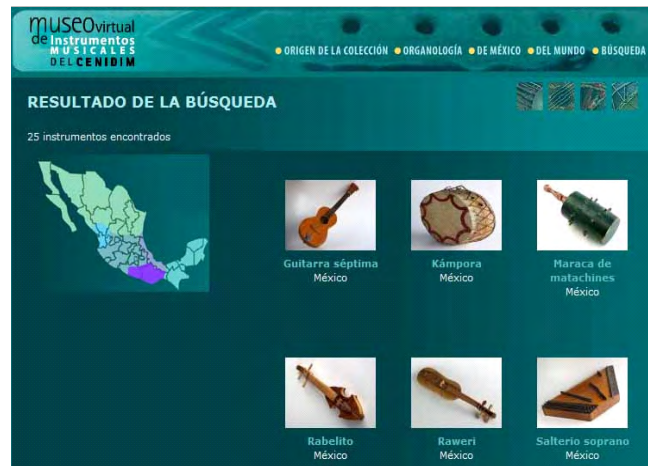 museovirtual
de Instrumentos
MUSICALES
DEL CENIDIM
ORIGEN DE LA COLECCIÓN ORGANOLOGÍA DE MÉXICO DEL MUNDO BÚSQUEDA
RESULTADO DE LA BÚSQUEDA
25 instrumentos encontrados
Guitarra séptima
México
Kámpora
México
Maraca de
matachines
México
Rabelito
México
Raweri
México
Salterio soprano
México